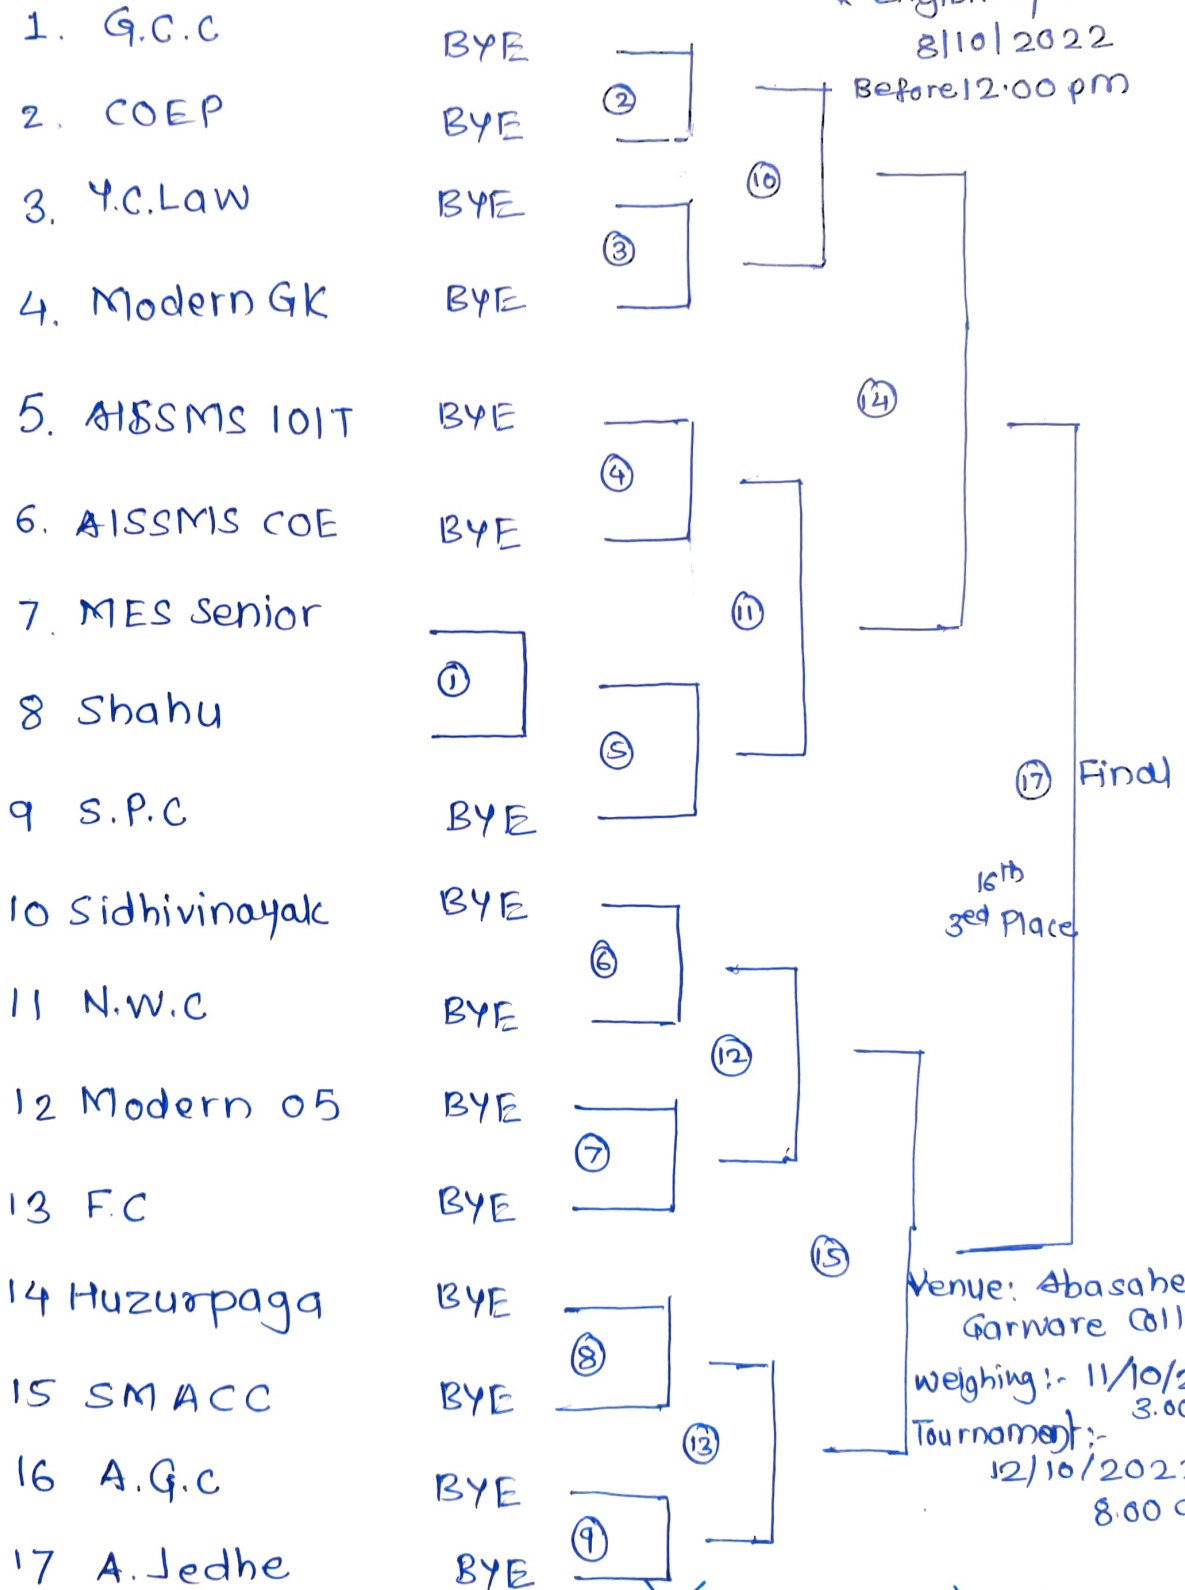 8/10/2022
Before 12.00 pm
1. G.C.C BYE
2. COEP BYE
②
3. Y.C.Law BYE
⑩
③
4. Modern GK BYE
5. AISSMS IOIT BYE
⑭
④
6. AISSMS COE BYE
7. MES Senior
⑪
①
8 Shahu
⑤
⑰ Final
9 S.P.C BYE
16th
3ed Place
10 Sidhivinayak BYE
⑥
11 N.W.C BYE
⑫
12 Modern 05 BYE
⑦
13 F.C BYE
⑮
14 Huzurpaga BYE
Venue: Abasahe
Garware Coll
⑧
15 SMACC BYE
Weighing :- 11/10/2
3.00
⑬
Tournament :-
12/10/202
8.00
16 A.G.C BYE
⑨
17 A. Jedhe BYE